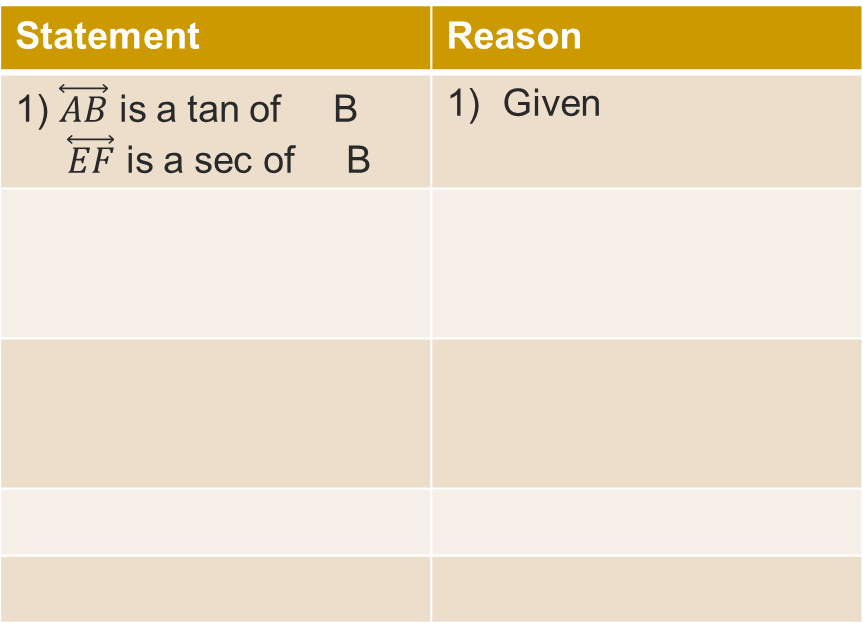 Statement
Reason
1) AB is a tan of B
EF is a sec of B
1) Given